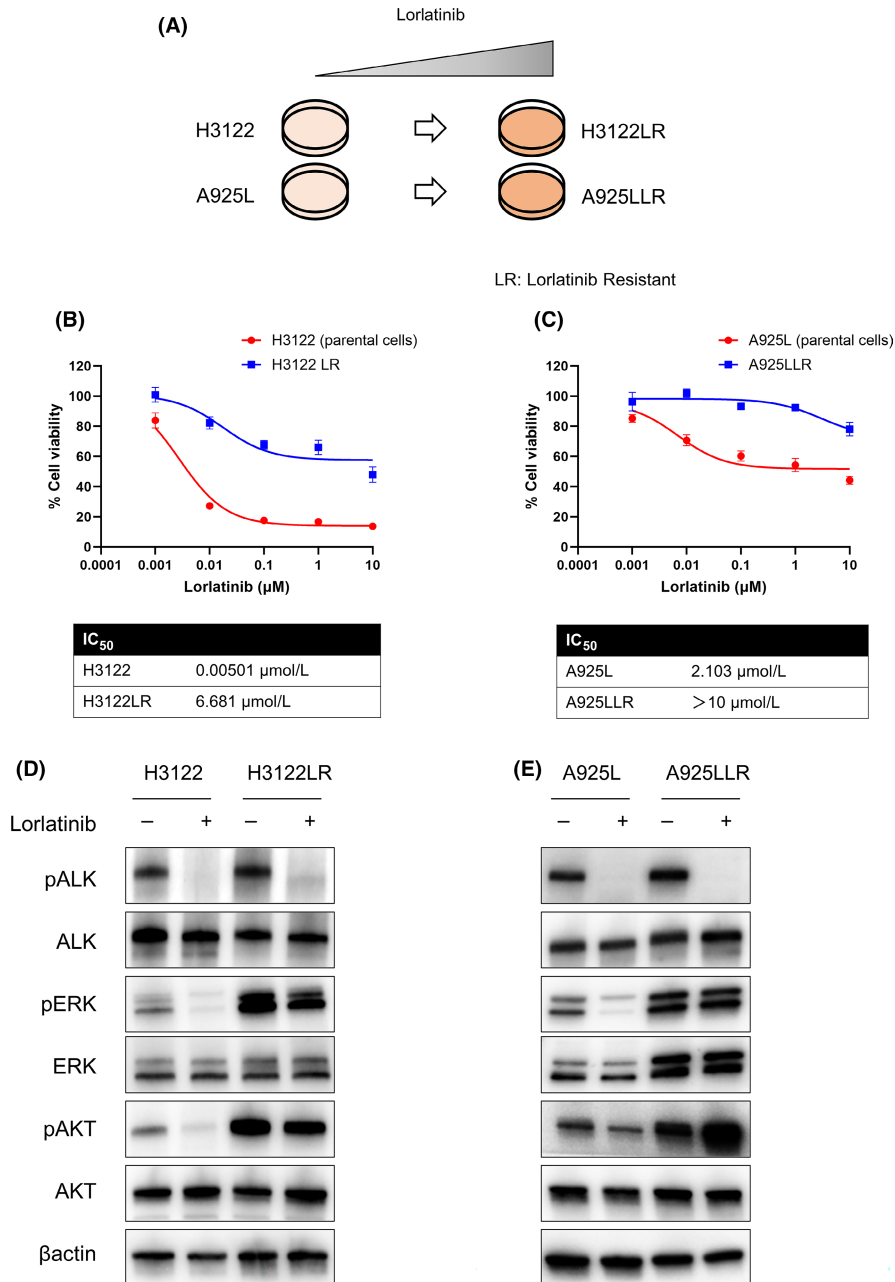 (A)
Lorlatinib
H3122
H3122LR
A925L
A925LLR
LR: Lorlatinib Resistant
(B)
H3122 (parental cells)
H3122 LR
% Cell viability
120
100
80
60
40
20
0
0.0001 0.001 0.01 0.1 1 10
Lorlatinib (μM)
IC50
H3122 0.00501 μmol/L
H3122LR 6.681 μmol/L
(C)
A925L (parental cells)
A925LLR
% Cell viability
120
100
80
60
40
20
0
0.0001 0.001 0.01 0.1 1 10
Lorlatinib (μM)
IC50
A925L 2.103 μmol/L
A925LLR >10 μmol/L
(D)
H3122 H3122LR
Lorlatinib − + − +
pALK
ALK
pERK
ERK
pAKT
AKT
βactin
(E)
A925L A925LLR
− + − +